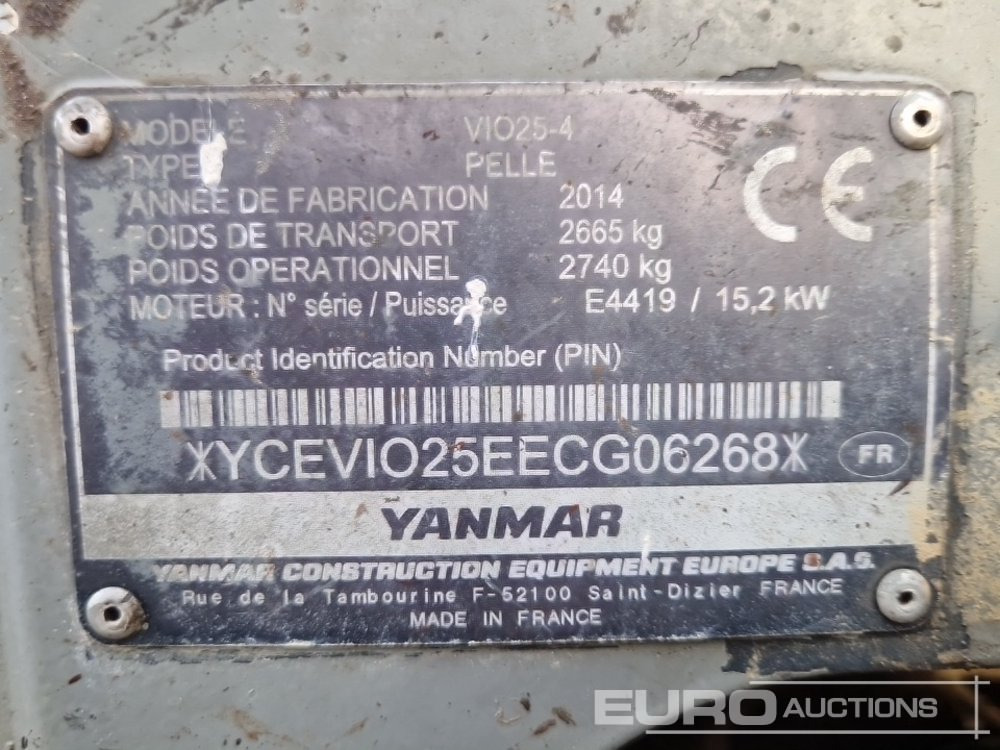 MODELE VIO25-4
TYPE PELLE
ANNÉE DE FABRICATION 2014
POIDS DE TRANSPORT 2665 kg
POIDS OPERATIONNEL 2740 kg
MOTEUR : N° série / Puissance E4419 / 15,2 kW
CE
Product Identification Number (PIN)
*YCEVIO25EECG06268*
FR
YANMAR
YANMAR CONSTRUCTION EQUIPMENT EUROPE S.A.S.
Rue de la Tambourine F-52100 Saint-Dizier FRANCE
MADE IN FRANCE
EURO AUCTIONS